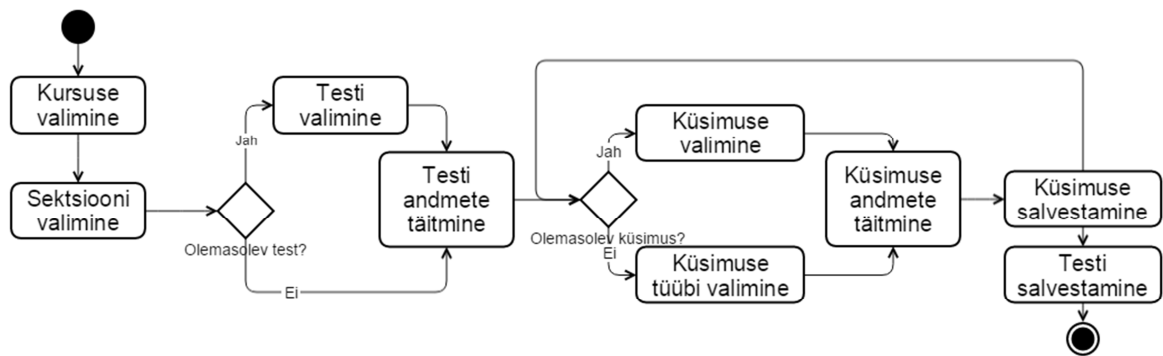 Kursuse
valimine
Sektsiooni
valimine
Olemasolev test?
Jah
Testi
valimine
Ei
Testi
andmete
täitmine
Olemasolev küsimus?
Jah
Küsimuse
valimine
Ei
Küsimuse
tüübi valimine
Küsimuse
andmete
täitmine
Küsimuse
salvestamine
Testi
salvestamine